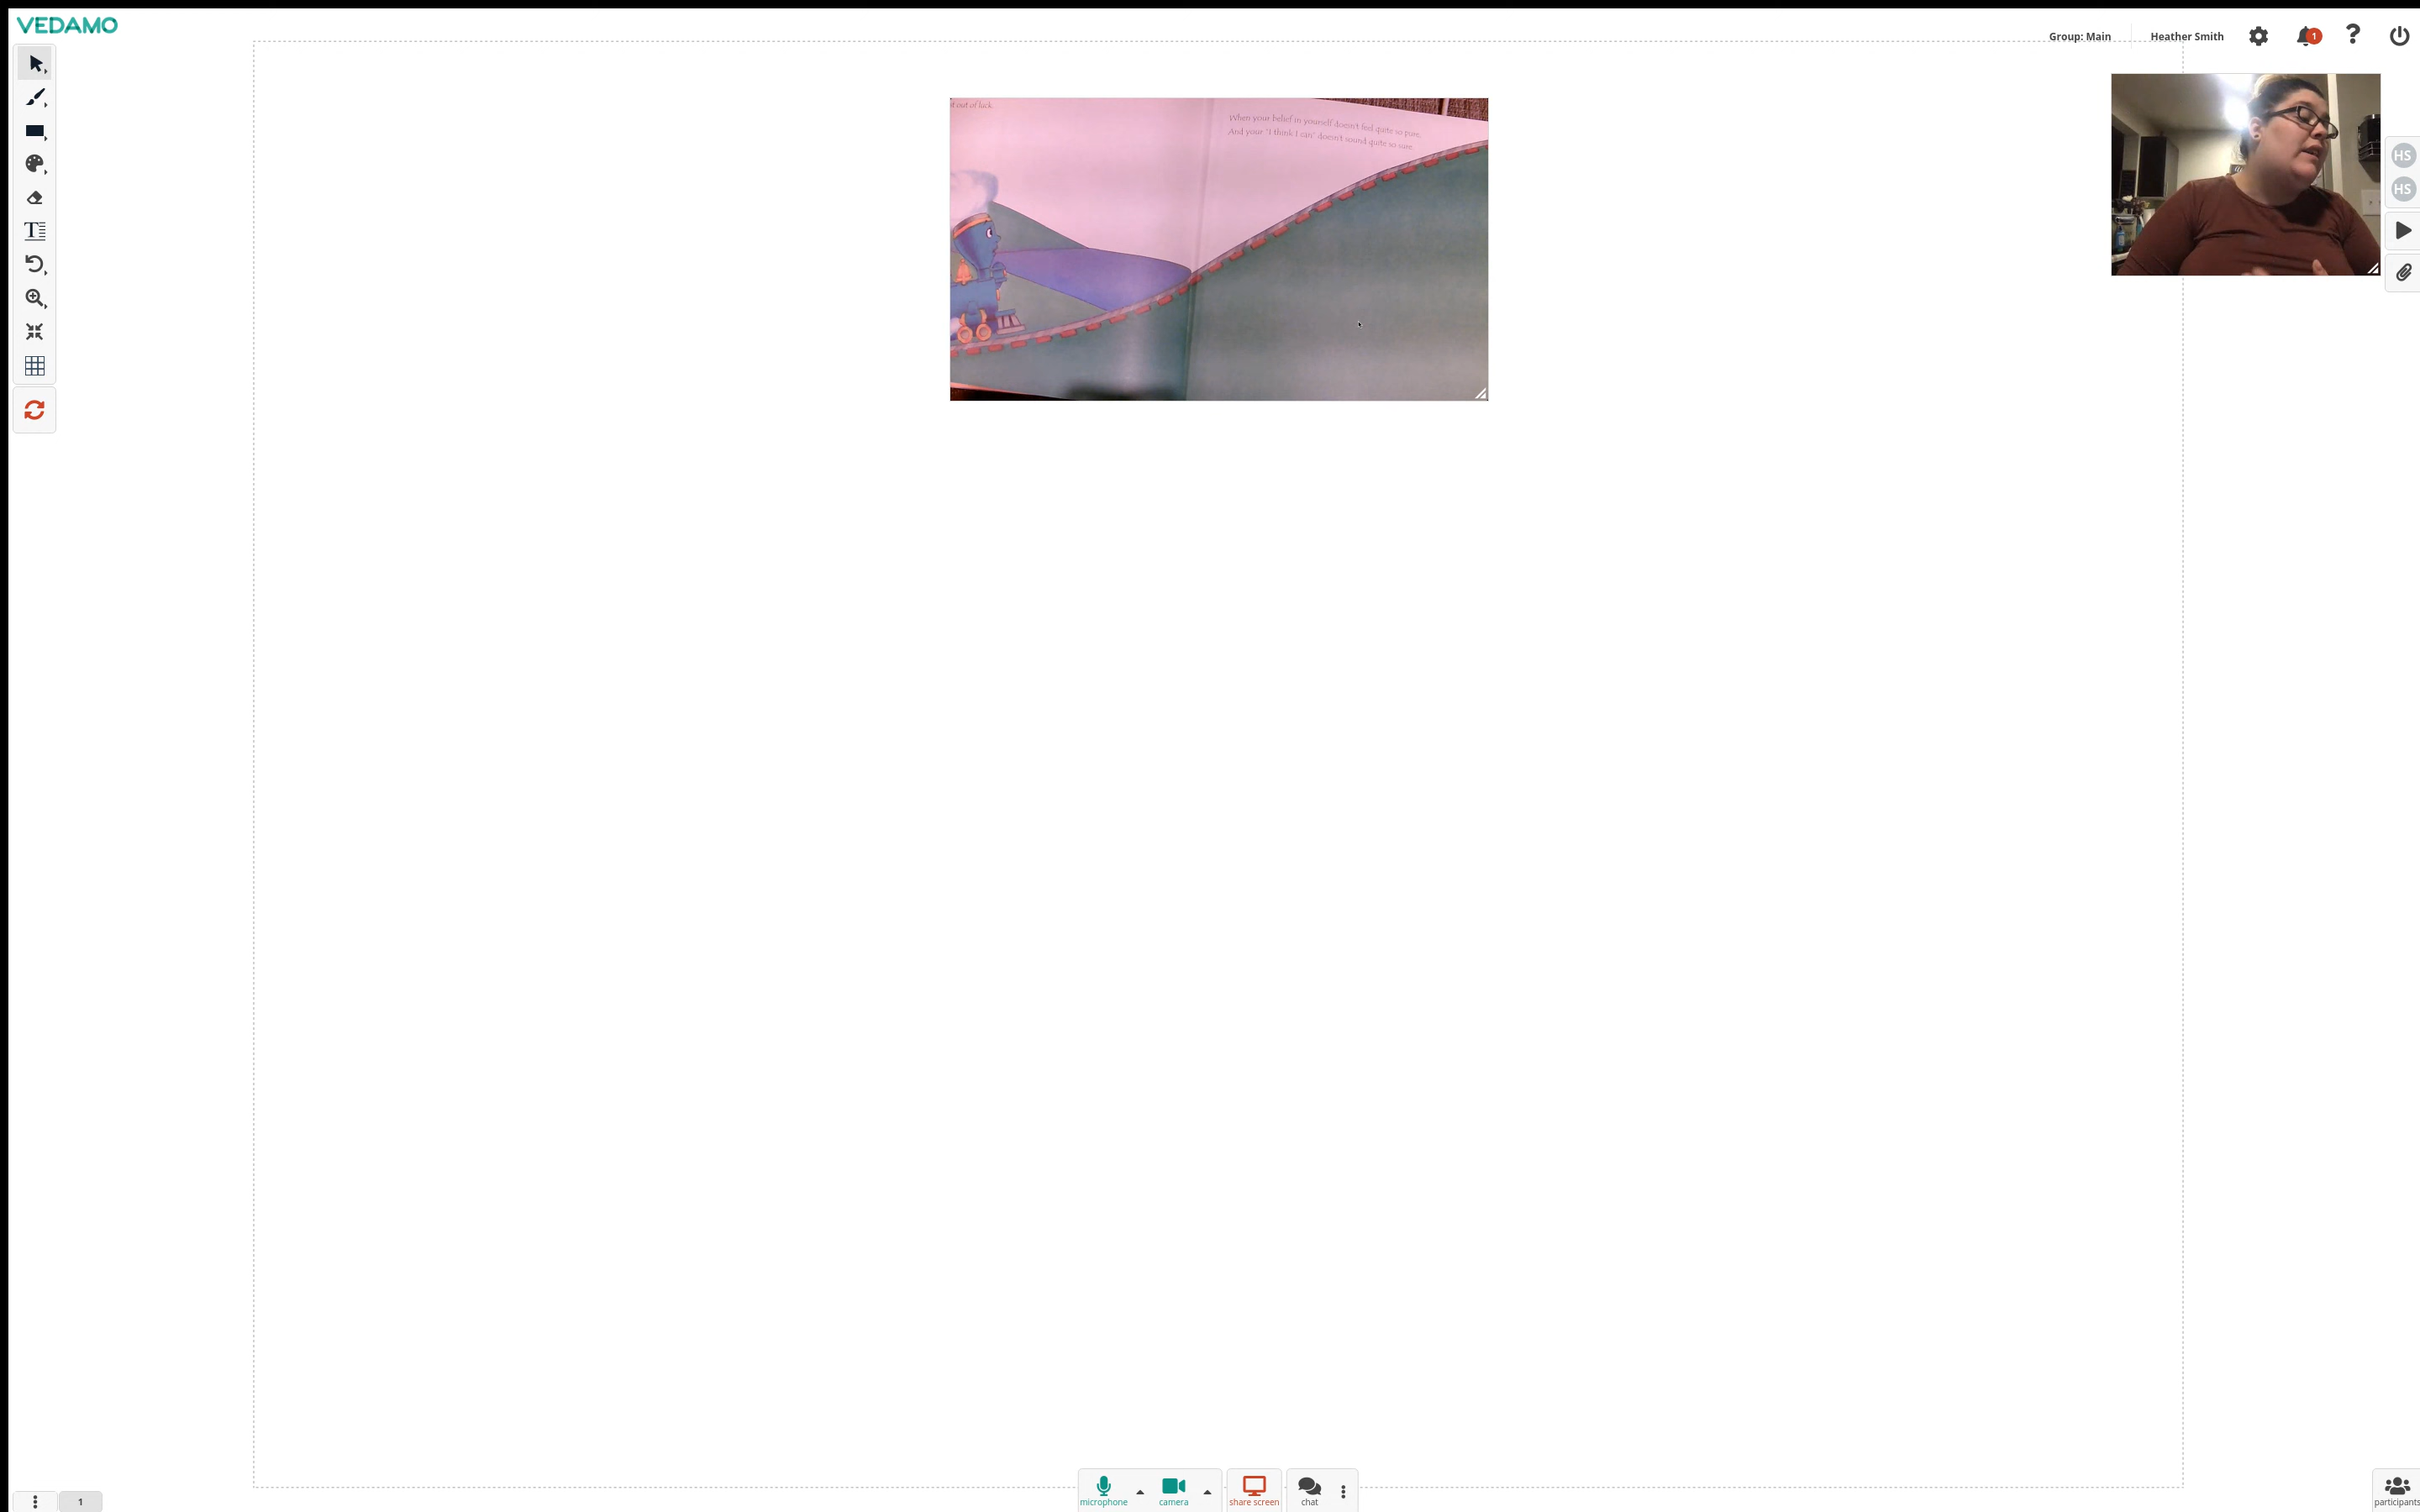 VEDAMO
Group: Main
Heather Smith
1
HS
HS
t out of luck.
When your belief in yourself doesn't feel quite so pure,
And your "I think I can" doesn't sound quite so sure.
microphone
camera
share screen
chat
participants
1